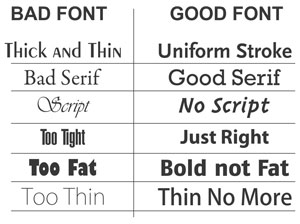 BAD FONT GOOD FONT
Thick and Thin Uniform Stroke
Bad Serif Good Serif
Script No Script
Too Tight Just Right
Too Fat Bold not Fat
Too Thin Thin No More